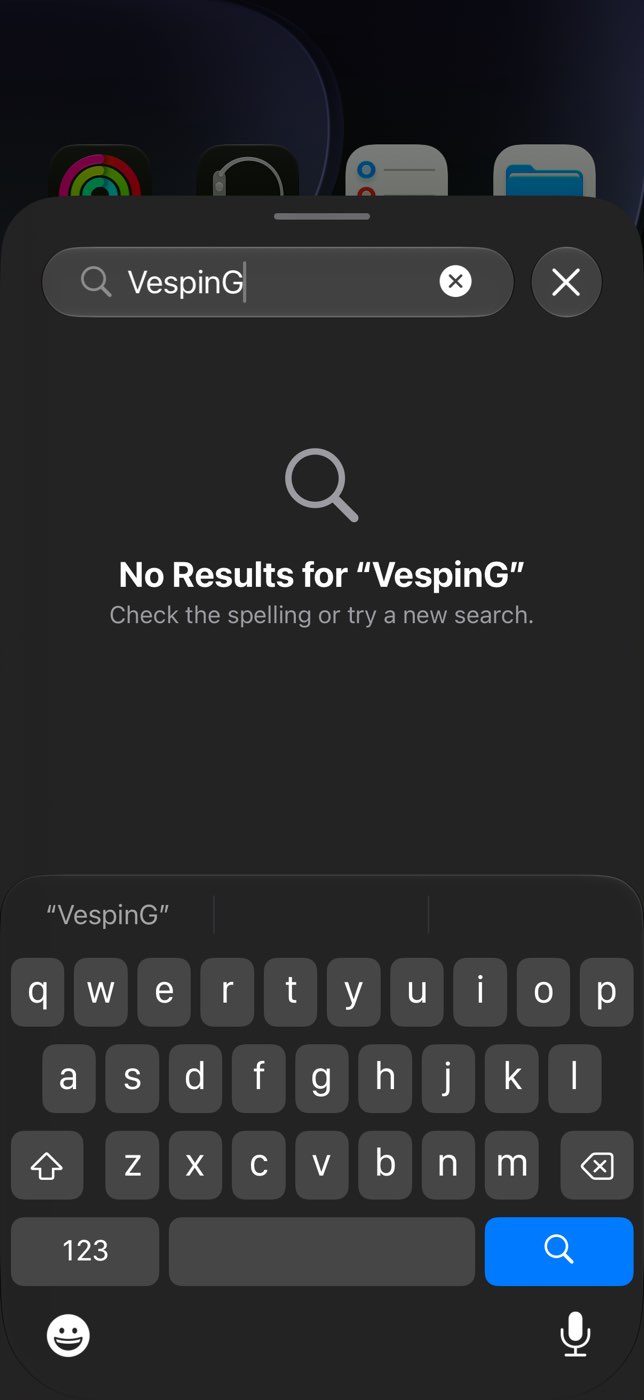 VespinG
No Results for “VespinG”
Check the spelling or try a new search.
“VespinG”
q w e r t y u i o p
a s d f g h j k l
z x c v b n m
123